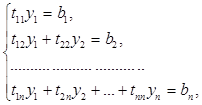 t₁₁y₁ = b₁,
t₁₂y₁ + t₂₂y₂ = b₂,
.................................
t₁ₙy₁ + t₂ₙy₂ + ... + tₙₙyₙ = bₙ,